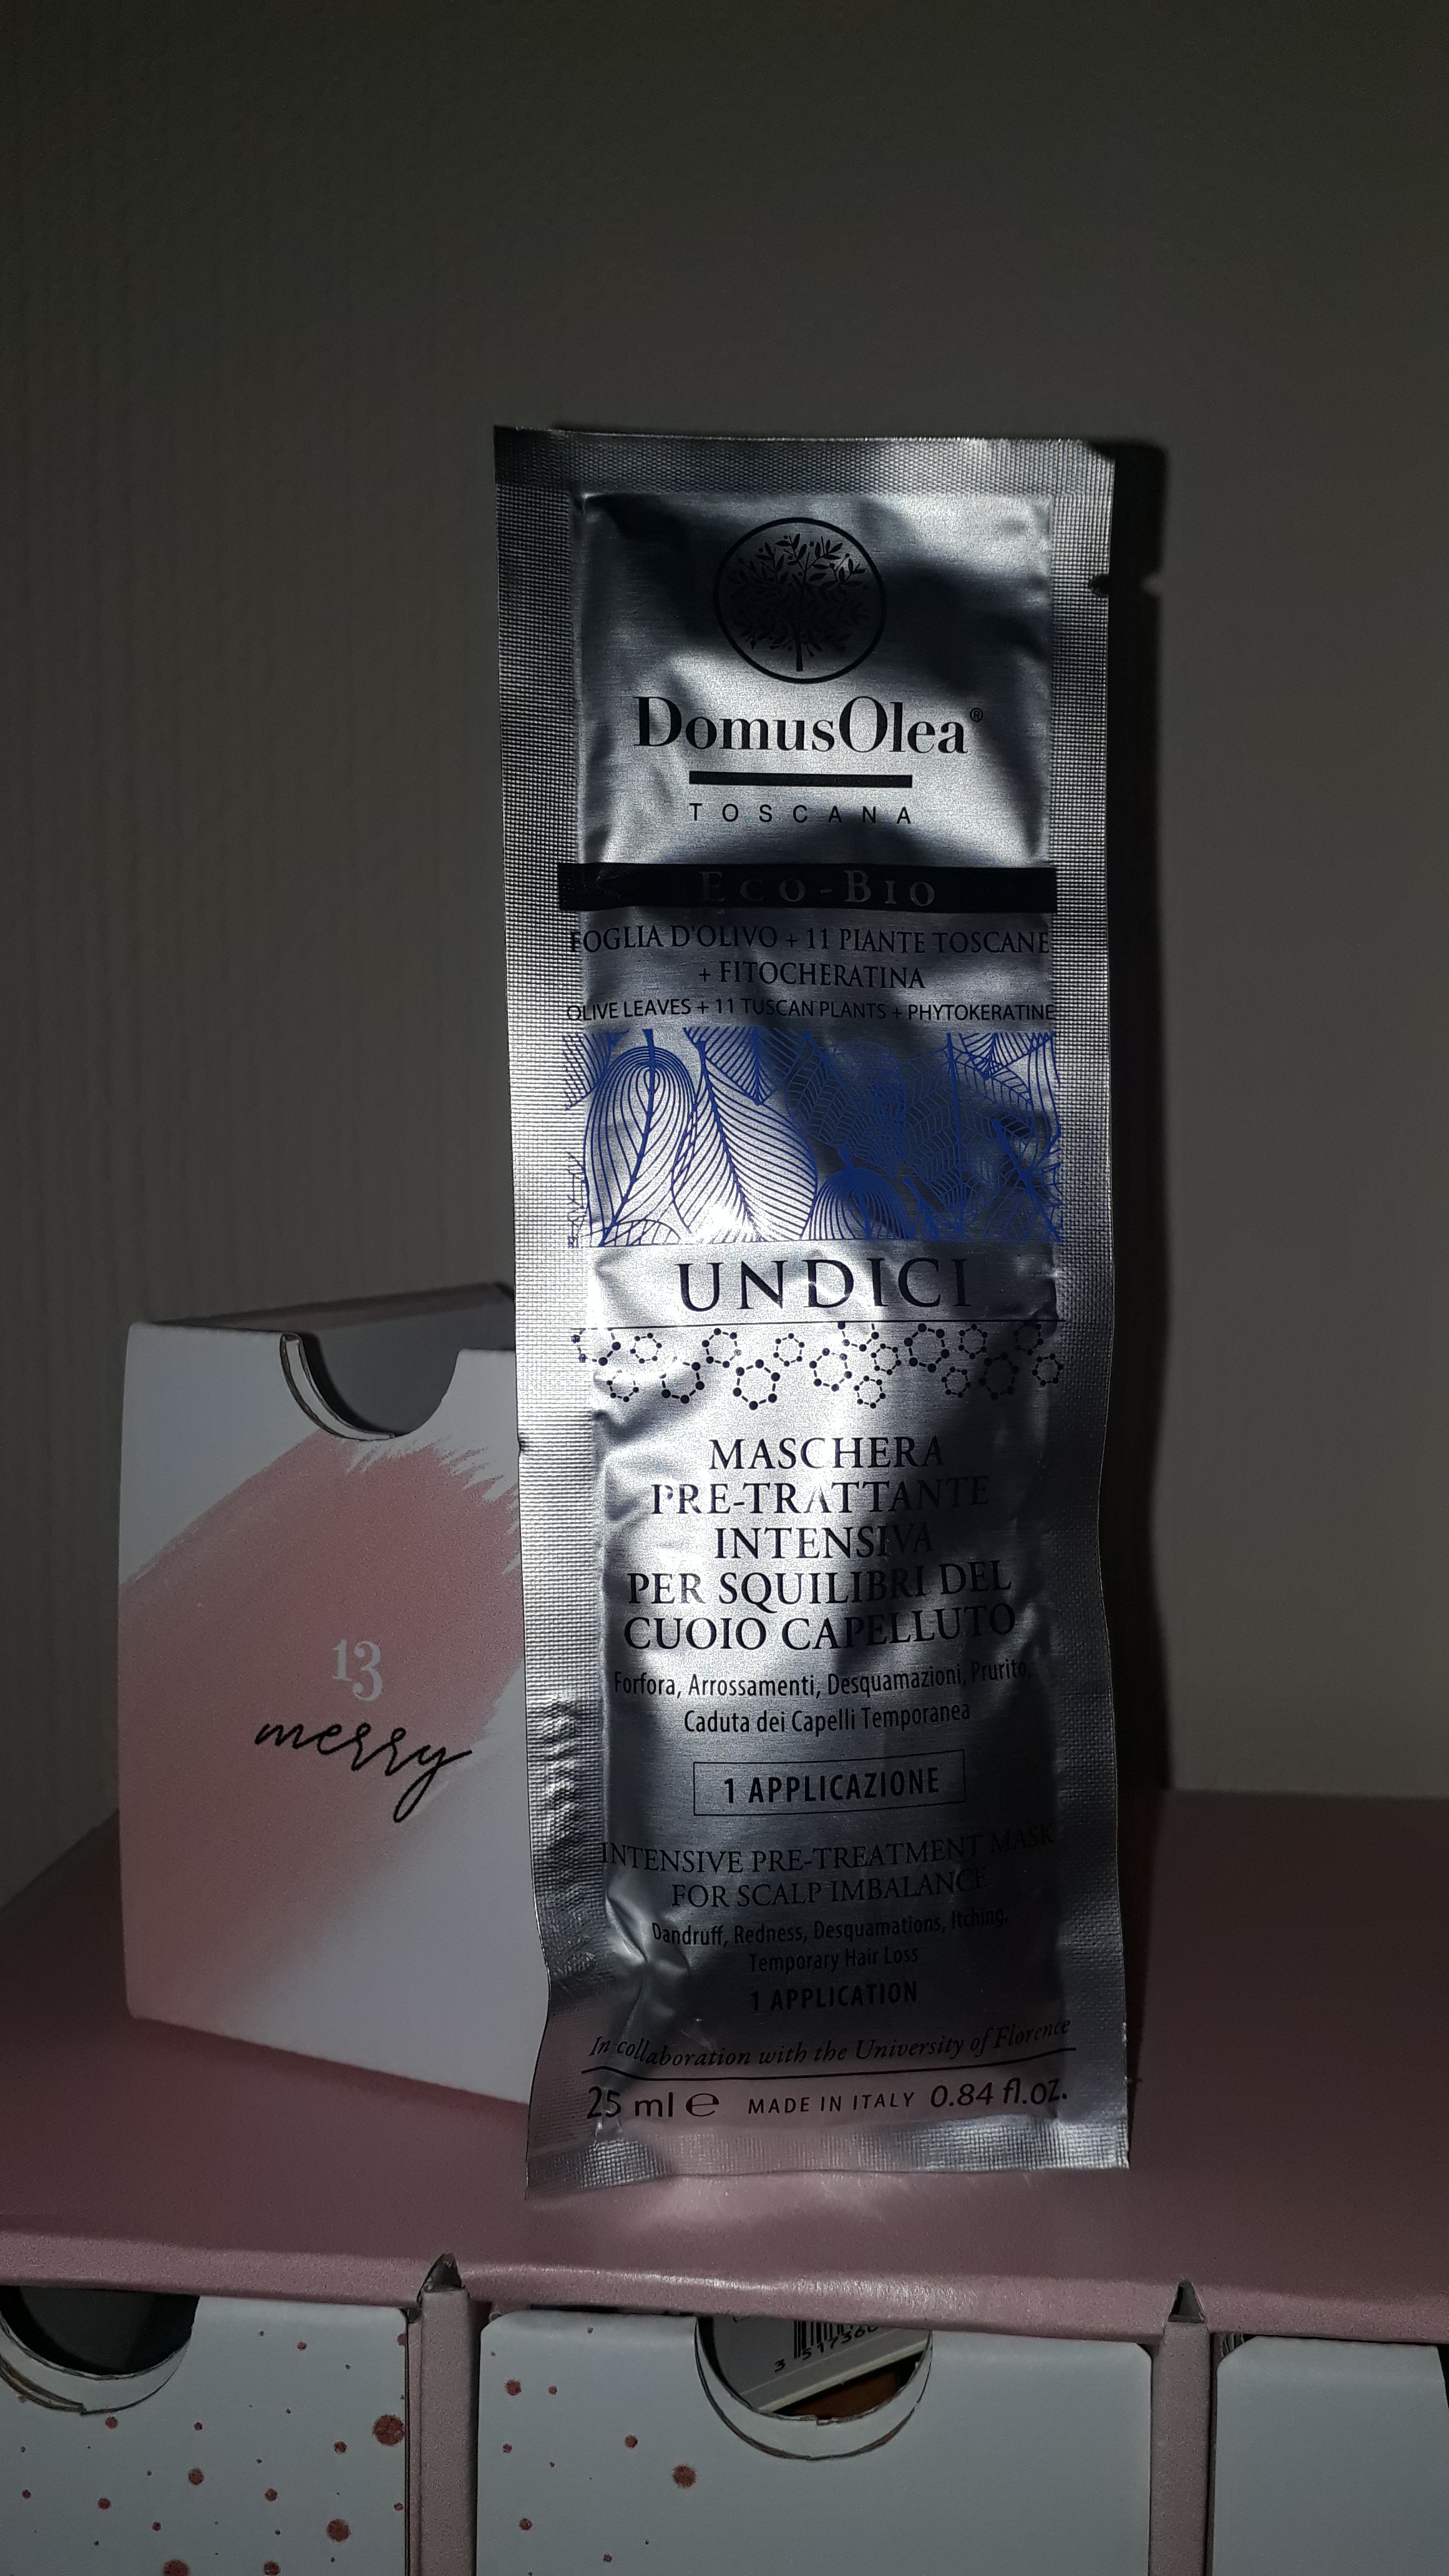 DomusOlea®
TOSCANA
ECO-BIO
FOGLIA D'OLIVO + 11 PIANTE TOSCANE
+ FITOCHERATINA
OLIVE LEAVES + 11 TUSCAN PLANTS + PHYTOKERATINE
UNDICI
MASCHERA
PRE-TRATTANTE
INTENSIVA
PER SQUILIBRI DEL
CUOIO CAPELLUTO
Forfora, Arrossamenti, Desquamazioni, Prurito,
Caduta dei Capelli Temporanea
1 APPLICAZIONE
INTENSIVE PRE-TREATMENT MASK
FOR SCALP IMBALANCE
Dandruff, Redness, Desquamations, Itching,
Temporary Hair Loss
1 APPLICATION
In collaboration with the University of Florence
25 ml ℮ MADE IN ITALY 0.84 fl.oz.
13
merry